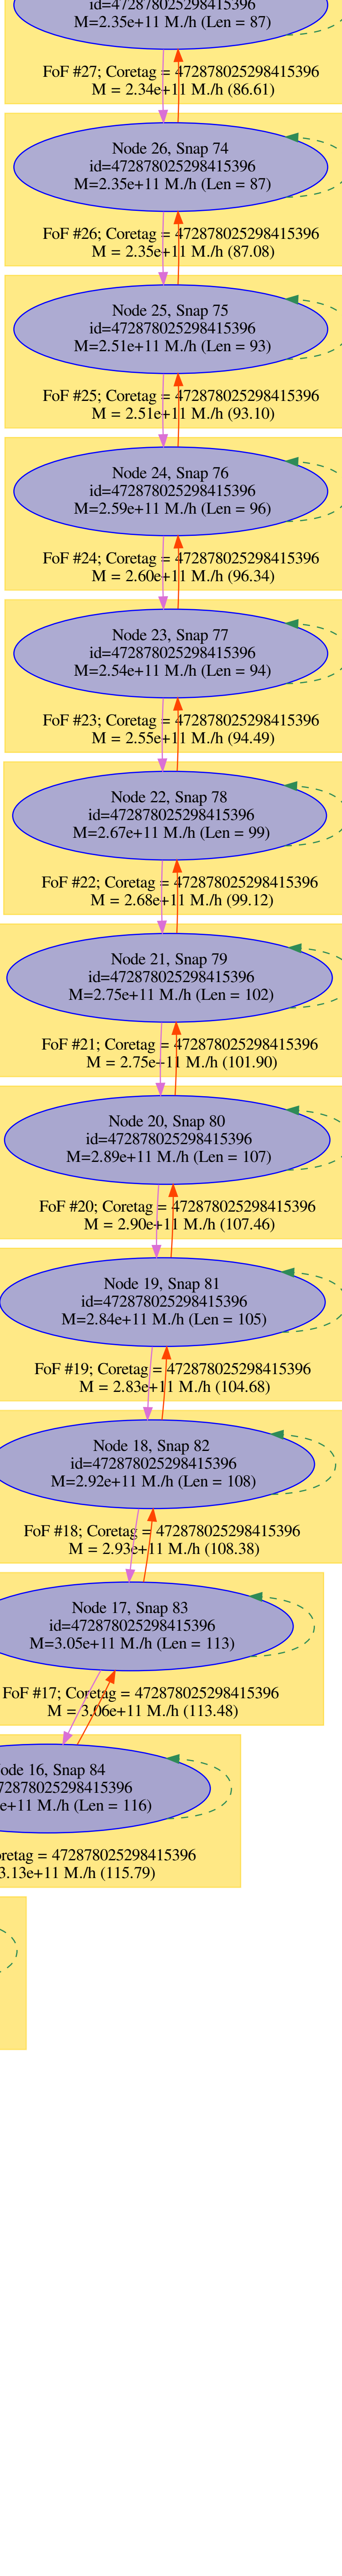 id=472878025298415396
M=2.35e+11 M./h (Len = 87)
FoF #27; Coretag = 472878025298415396
M = 2.34e+11 M./h (86.61)
Node 26, Snap 74
id=472878025298415396
M=2.35e+11 M./h (Len = 87)
FoF #26; Coretag = 472878025298415396
M = 2.35e+11 M./h (87.08)
Node 25, Snap 75
id=472878025298415396
M=2.51e+11 M./h (Len = 93)
FoF #25; Coretag = 472878025298415396
M = 2.51e+11 M./h (93.10)
Node 24, Snap 76
id=472878025298415396
M=2.59e+11 M./h (Len = 96)
FoF #24; Coretag = 472878025298415396
M = 2.60e+11 M./h (96.34)
Node 23, Snap 77
id=472878025298415396
M=2.54e+11 M./h (Len = 94)
FoF #23; Coretag = 472878025298415396
M = 2.55e+11 M./h (94.49)
Node 22, Snap 78
id=472878025298415396
M=2.67e+11 M./h (Len = 99)
FoF #22; Coretag = 472878025298415396
M = 2.68e+11 M./h (99.12)
Node 21, Snap 79
id=472878025298415396
M=2.75e+11 M./h (Len = 102)
FoF #21; Coretag = 472878025298415396
M = 2.75e+11 M./h (101.90)
Node 20, Snap 80
id=472878025298415396
M=2.89e+11 M./h (Len = 107)
FoF #20; Coretag = 472878025298415396
M = 2.90e+11 M./h (107.46)
Node 19, Snap 81
id=472878025298415396
M=2.84e+11 M./h (Len = 105)
FoF #19; Coretag = 472878025298415396
M = 2.83e+11 M./h (104.68)
Node 18, Snap 82
id=472878025298415396
M=2.92e+11 M./h (Len = 108)
FoF #18; Coretag = 472878025298415396
M = 2.93e+11 M./h (108.38)
Node 17, Snap 83
id=472878025298415396
M=3.05e+11 M./h (Len = 113)
FoF #17; Coretag = 472878025298415396
M = 3.06e+11 M./h (113.48)
ode 16, Snap 84
72878025298415396
e+11 M./h (Len = 116)
retag = 472878025298415396
3.13e+11 M./h (115.79)